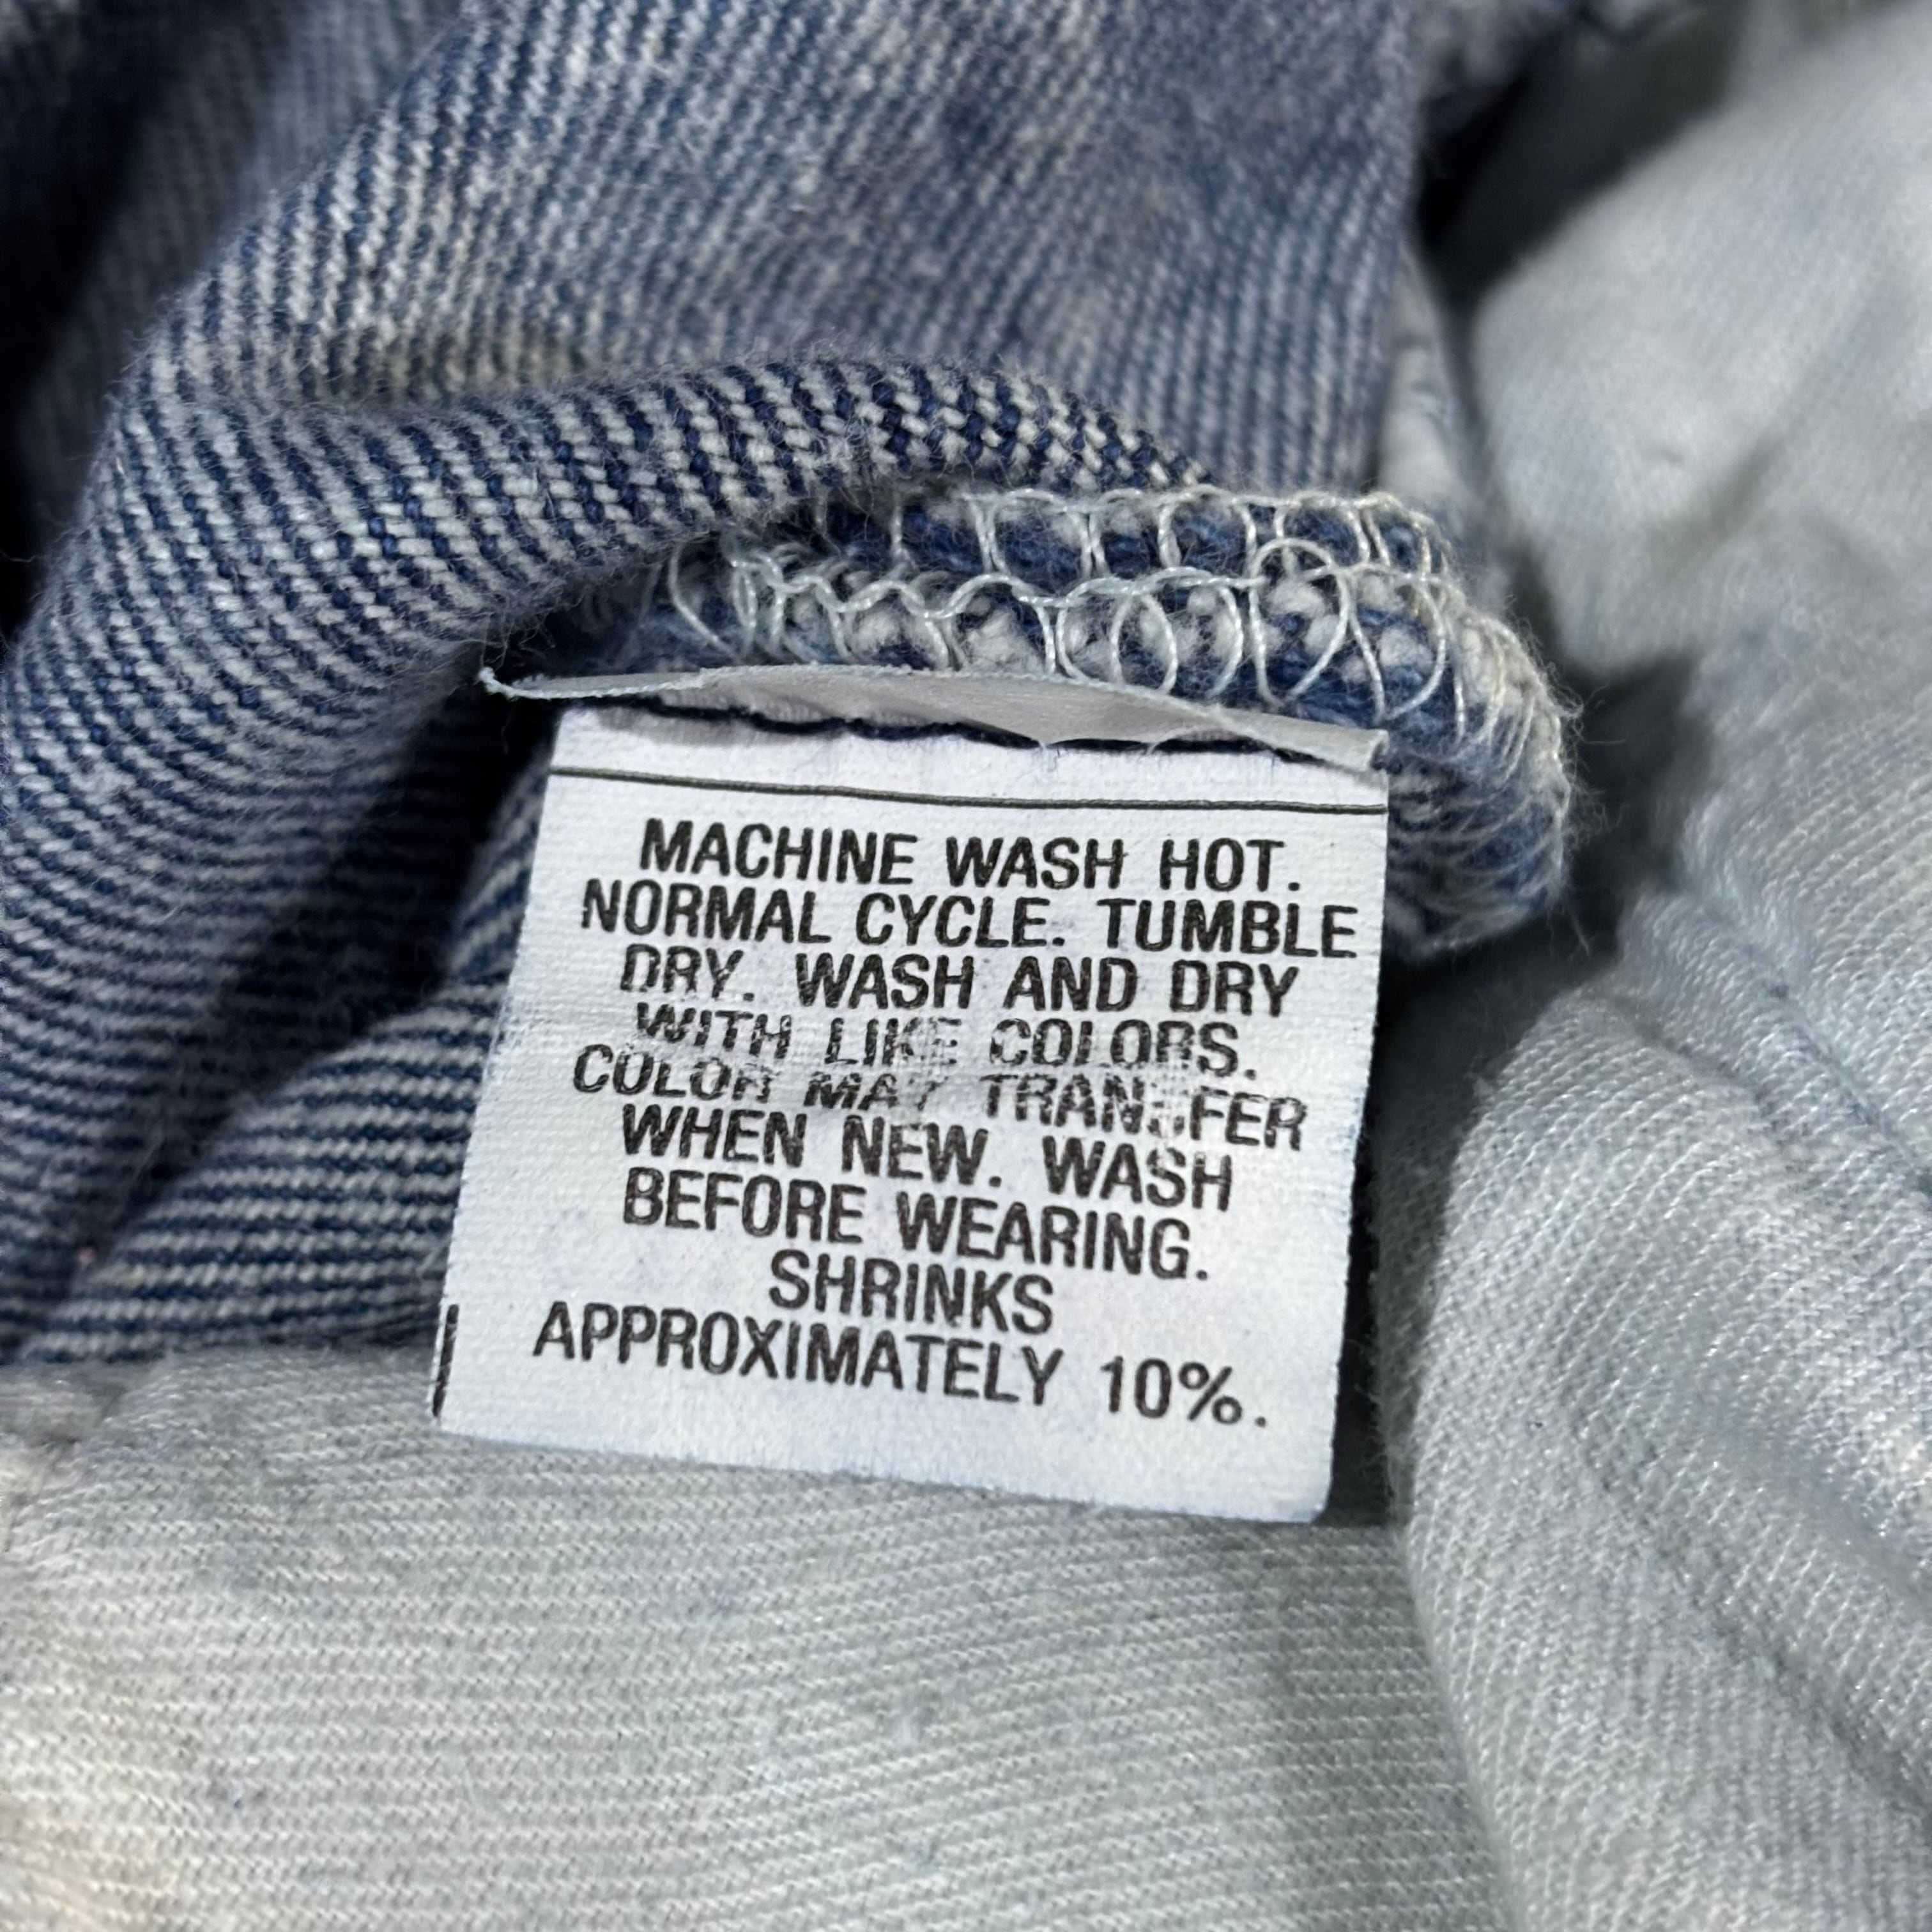 MACHINE WASH HOT.
NORMAL CYCLE. TUMBLE
DRY. WASH AND DRY
WITH LIKE COLORS.
COLOR MAY TRANSFER
WHEN NEW. WASH
BEFORE WEARING.
SHRINKS
APPROXIMATELY 10%.